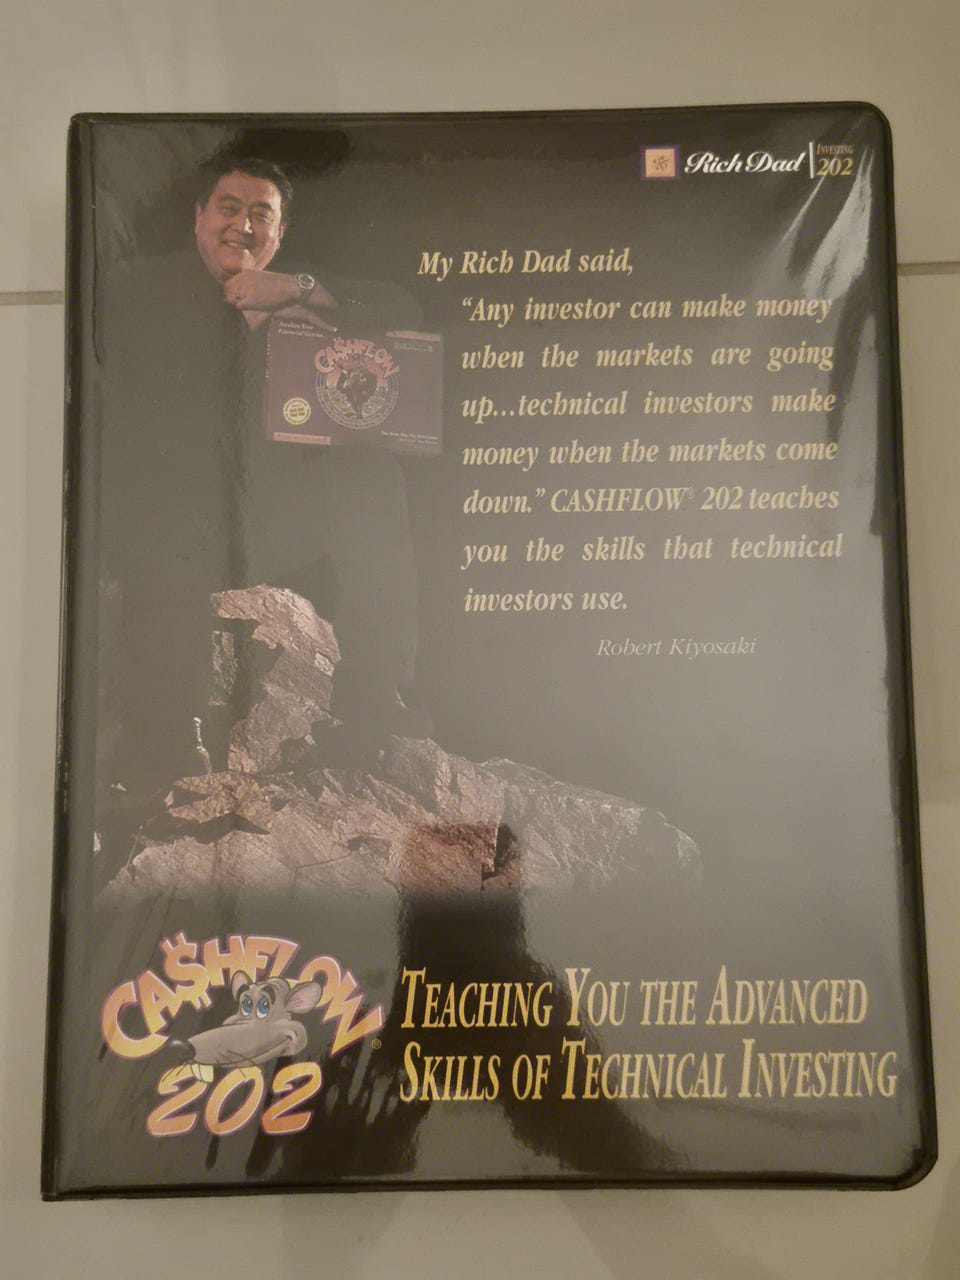 Rich Dad INVESTING 202
My Rich Dad said,
“Any investor can make money
when the markets are going
up...technical investors make
money when the markets come
down.” CASHFLOW® 202 teaches
you the skills that technical
investors use.
Robert Kiyosaki
CASHFLOW
CA$HFLOW®
202
TEACHING YOU THE ADVANCED
SKILLS OF TECHNICAL INVESTING